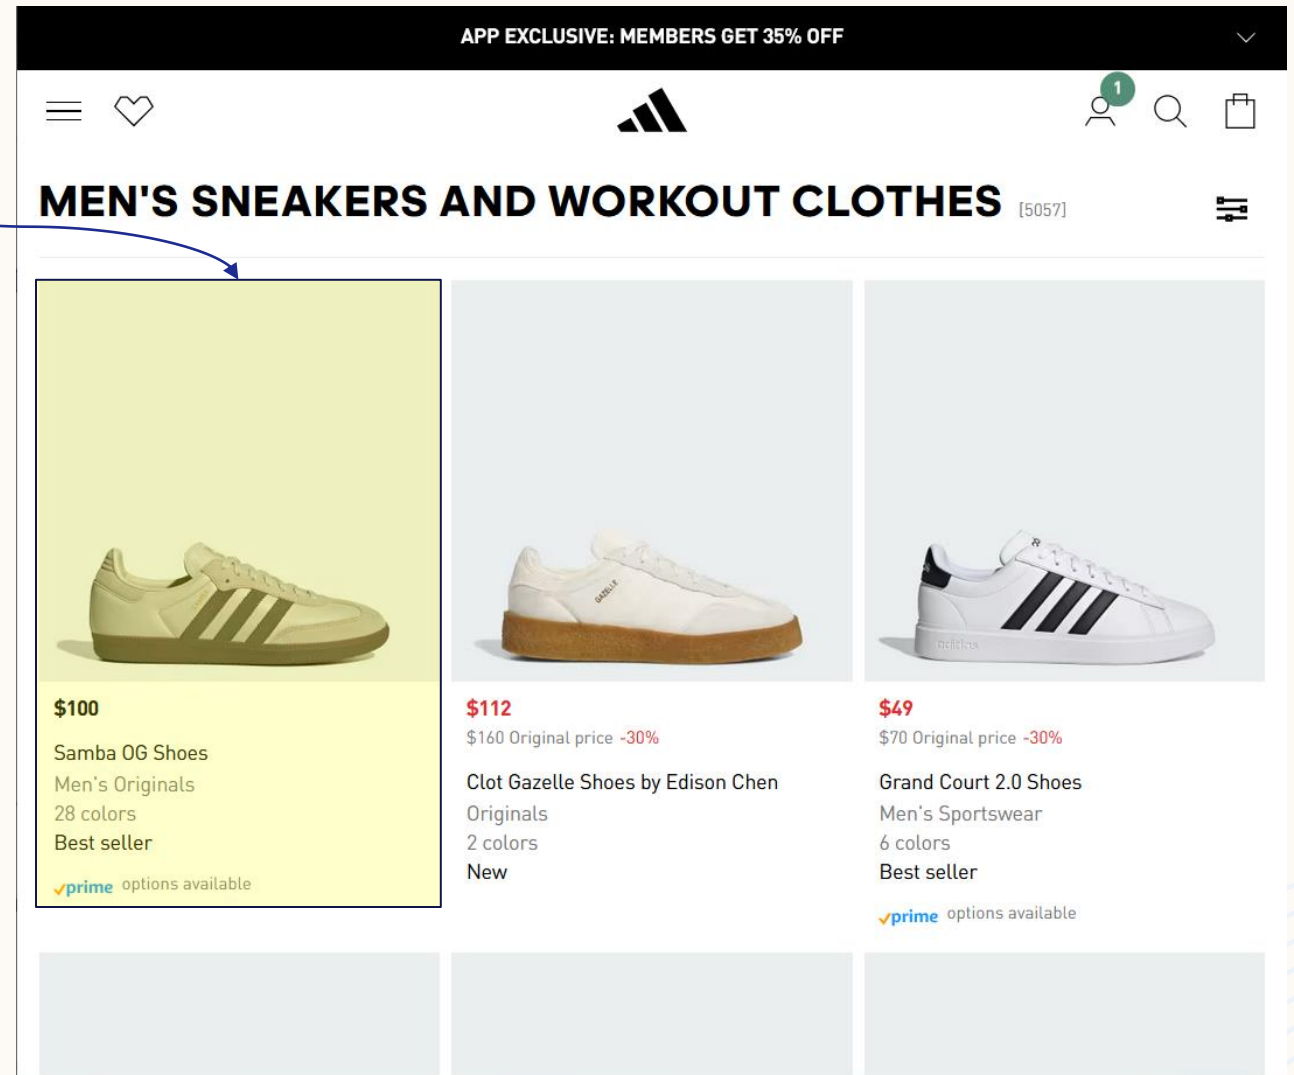 APP EXCLUSIVE: MEMBERS GET 35% OFF
1
MEN'S SNEAKERS AND WORKOUT CLOTHES [5057]
SAMBA
GAZELLE
adidas
$100
Samba OG Shoes
Men's Originals
28 colors
Best seller
prime options available
$112
$160 Original price -30%
Clot Gazelle Shoes by Edison Chen
Originals
2 colors
New
$49
$70 Original price -30%
Grand Court 2.0 Shoes
Men's Sportswear
6 colors
Best seller
prime options available